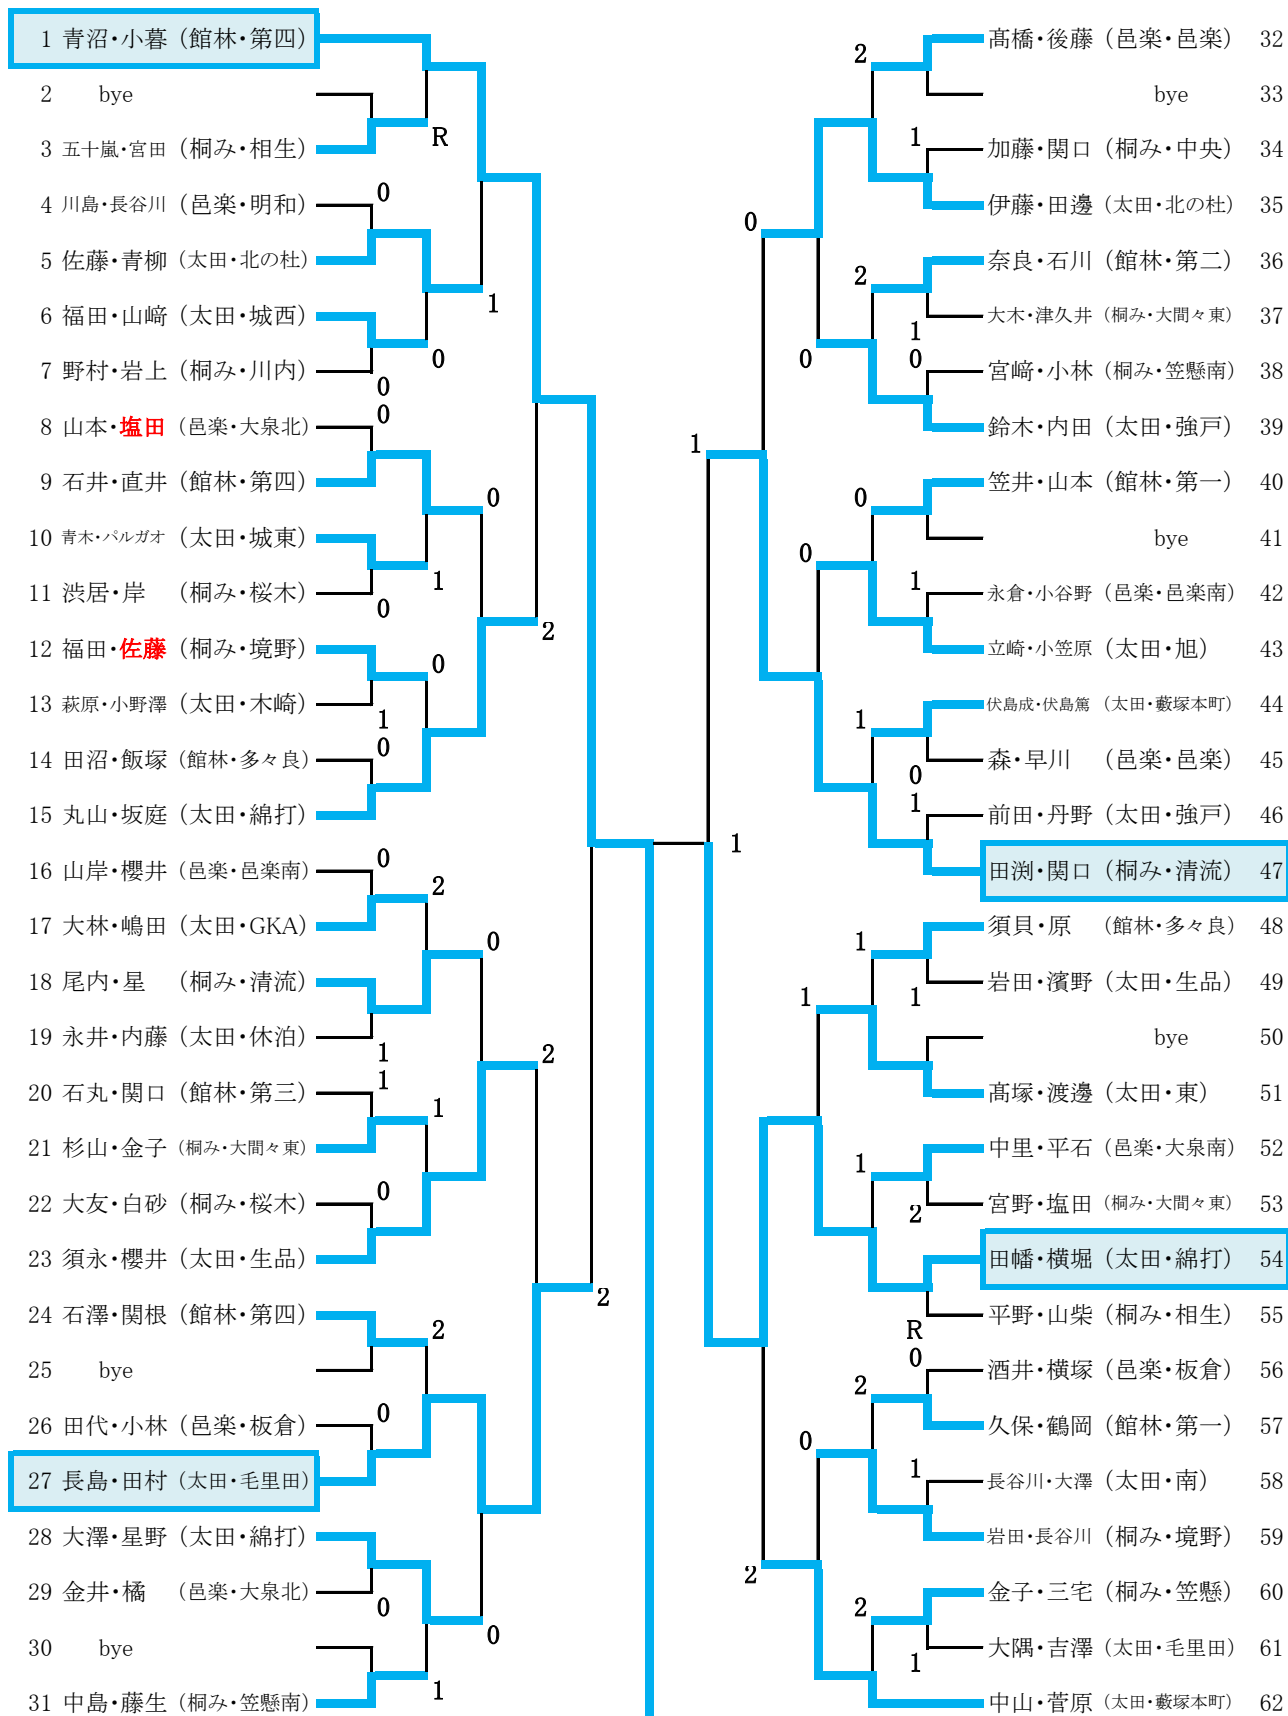 1 青沼・小暮 (館林・第四)
2 bye
3 五十嵐・宮田 (桐み・相生)
4 川島・長谷川 (邑楽・明和)
5 佐藤・青柳 (太田・北の杜)
6 福田・山﨑 (太田・城西)
7 野村・岩上 (桐み・川内)
8 山本・塩田 (邑楽・大泉北)
9 石井・直井 (館林・第四)
10 青木・パルガオ (太田・城東)
11 渋居・岸 (桐み・桜木)
12 福田・佐藤 (桐み・境野)
13 萩原・小野澤 (太田・木崎)
14 田沼・飯塚 (館林・多々良)
15 丸山・坂庭 (太田・綿打)
16 山岸・櫻井 (邑楽・邑楽南)
17 大林・嶋田 (太田・GKA)
18 尾内・星 (桐み・清流)
19 永井・内藤 (太田・休泊)
20 石丸・関口 (館林・第三)
21 杉山・金子 (桐み・大間々東)
22 大友・白砂 (桐み・桜木)
23 須永・櫻井 (太田・生品)
24 石澤・関根 (館林・第四)
25 bye
26 田代・小林 (邑楽・板倉)
27 長島・田村 (太田・毛里田)
28 大澤・星野 (太田・綿打)
29 金井・橘 (邑楽・大泉北)
30 bye
31 中島・藤生 (桐み・笠懸南)
R
0
1
0
0
0
0
1
0
2
0
1
0
0
2
0
1
2
1
1
0
2
2
0
0
0
1
1
2
1
0
2
1
0
0
1
0
0
1
1
0
1
1
1
1
1
1
2
R
0
2
0
1
2
2
1
髙橋・後藤 (邑楽・邑楽) 32
bye 33
加藤・関口 (桐み・中央) 34
伊藤・田邊 (太田・北の杜) 35
奈良・石川 (館林・第二) 36
大木・津久井 (桐み・大間々東) 37
宮﨑・小林 (桐み・笠懸南) 38
鈴木・内田 (太田・強戸) 39
笠井・山本 (館林・第一) 40
bye 41
永倉・小谷野 (邑楽・邑楽南) 42
立崎・小笠原 (太田・旭) 43
伏島成・伏島篤 (太田・藪塚本町) 44
森・早川 (邑楽・邑楽) 45
前田・丹野 (太田・強戸) 46
田渕・関口 (桐み・清流) 47
須貝・原 (館林・多々良) 48
岩田・濱野 (太田・生品) 49
bye 50
髙塚・渡邊 (太田・東) 51
中里・平石 (邑楽・大泉南) 52
宮野・塩田 (桐み・大間々東) 53
田幡・横堀 (太田・綿打) 54
平野・山柴 (桐み・相生) 55
酒井・横塚 (邑楽・板倉) 56
久保・鶴岡 (館林・第一) 57
長谷川・大澤 (太田・南) 58
岩田・長谷川 (桐み・境野) 59
金子・三宅 (桐み・笠懸) 60
大隅・吉澤 (太田・毛里田) 61
中山・菅原 (太田・藪塚本町) 62